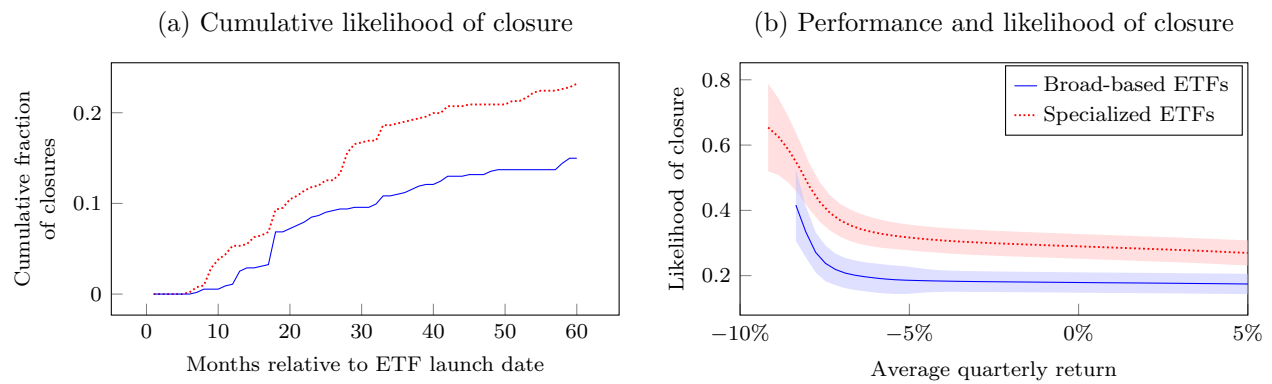 (a) Cumulative likelihood of closure
Cumulative fraction
of closures
0.2
0.1
0
0
10
20
30
40
50
60
Months relative to ETF launch date
(b) Performance and likelihood of closure
Likelihood of closure
0.8
0.6
0.4
0.2
−10%
−5%
0%
5%
Average quarterly return
Broad-based ETFs
Specialized ETFs